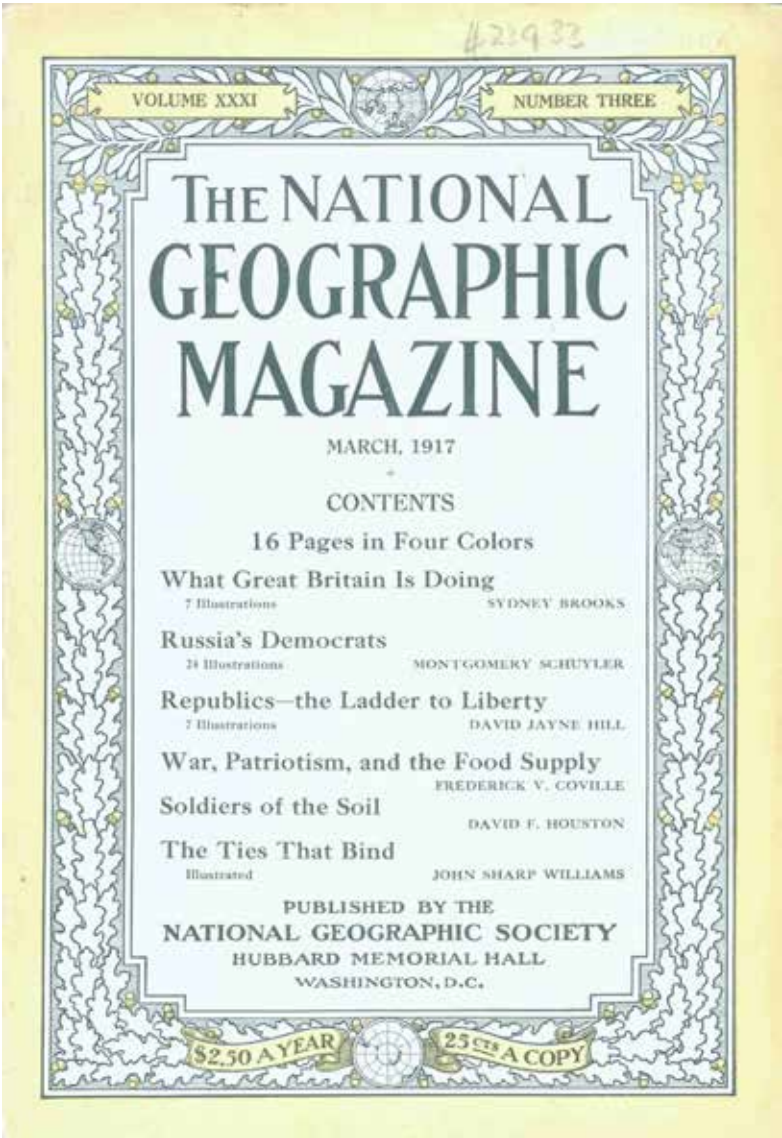 423933
VOLUME XXXI
NUMBER THREE
THE NATIONAL
GEOGRAPHIC
MAGAZINE
MARCH, 1917
CONTENTS
16 Pages in Four Colors
What Great Britain Is Doing
7 Illustrations SYDNEY BROOKS
Russia's Democrats
24 Illustrations MONTGOMERY SCHUYLER
Republics—the Ladder to Liberty
7 Illustrations DAVID JAYNE HILL
War, Patriotism, and the Food Supply
FREDERICK V. COVILLE
Soldiers of the Soil
DAVID F. HOUSTON
The Ties That Bind
Illustrated JOHN SHARP WILLIAMS
PUBLISHED BY THE
NATIONAL GEOGRAPHIC SOCIETY
HUBBARD MEMORIAL HALL
WASHINGTON, D.C.
$2.50 A YEAR
25 CTS A COPY